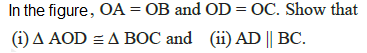 In the figure, OA = OB and OD = OC. Show that
(i) Δ AOD ≅ Δ BOC and (ii) AD || BC.